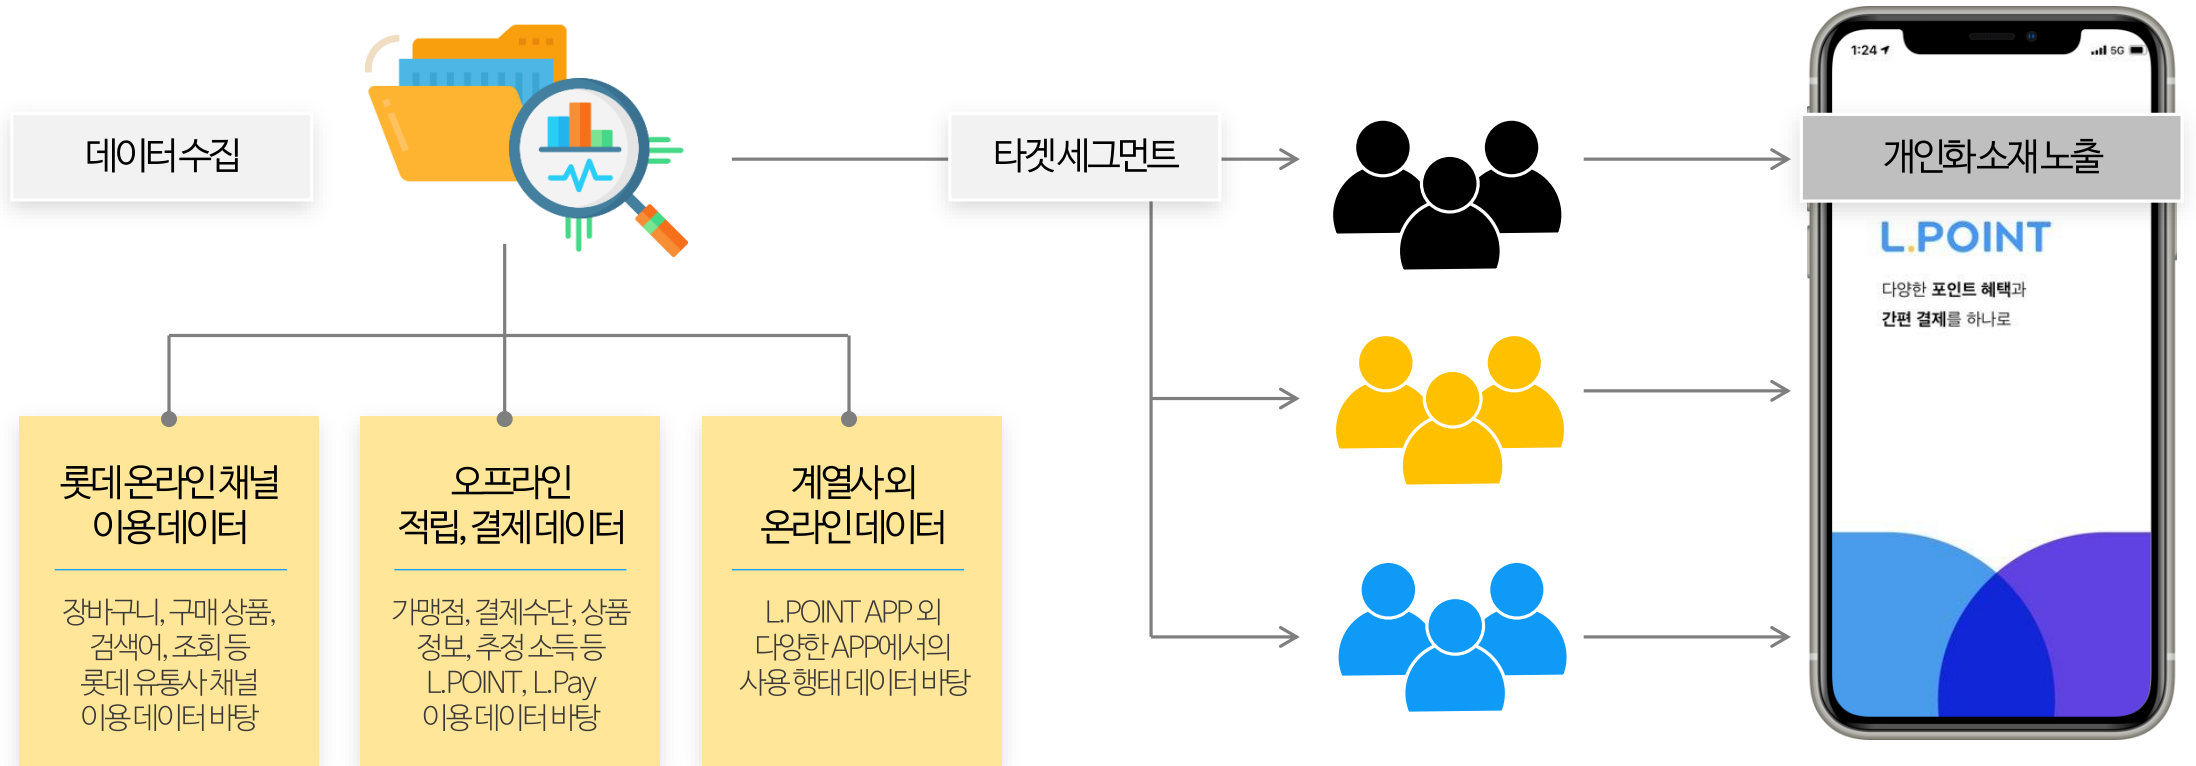 데이터 수집
타겟 세그먼트
개인화 소재 노출
1:24
5G
L.POINT
다양한 포인트 혜택과
간편 결제를 하나로
롯데 온라인 채널
이용 데이터
장바구니, 구매 상품,
검색어, 조회 등
롯데 유통사 채널
이용 데이터 바탕
오프라인
적립, 결제 데이터
가맹점, 결제수단, 상품
정보, 추정 소득 등
L.POINT, L.Pay
이용 데이터 바탕
계열사 외
온라인 데이터
L.POINT APP 외
다양한 APP에서의
사용 행태 데이터 바탕